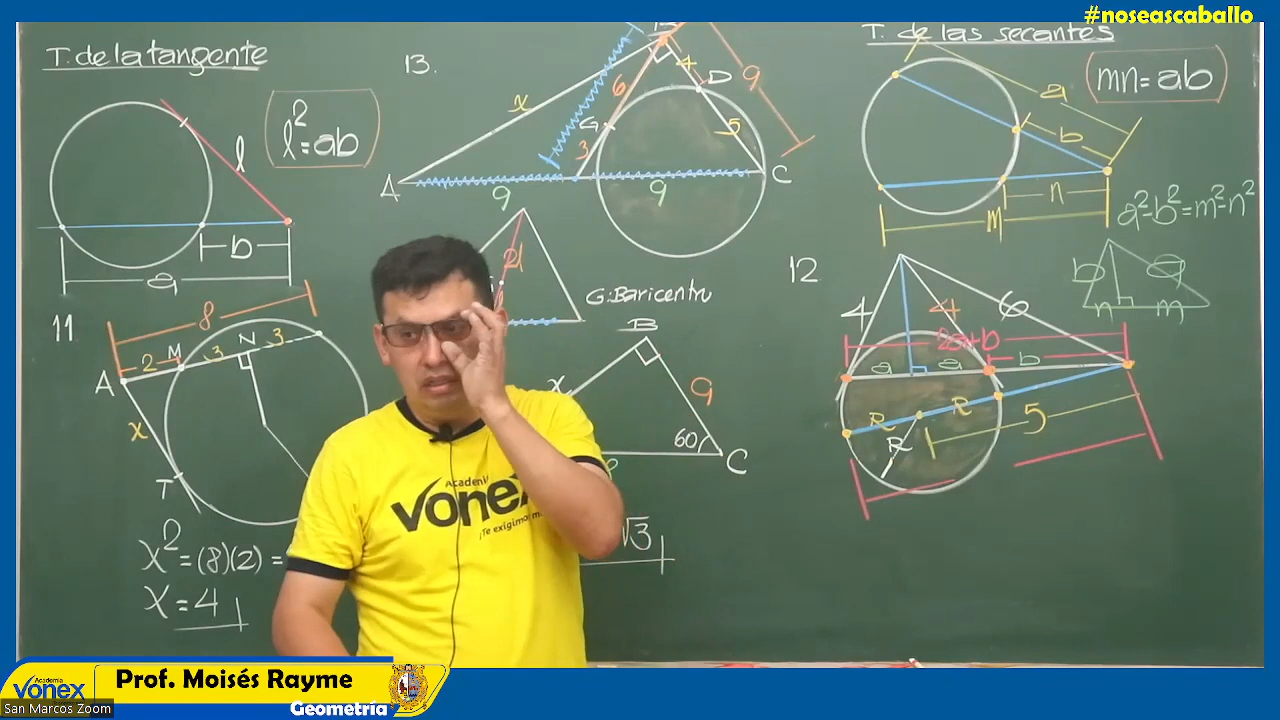 #noseascaballo
T. de la tangente
l² = ab
l
b
a
13.
x
6
4
D
9
G
3
5
A
9
9
C
T. de las secantes
mn = ab
a
b
n
m
a²-b²=m²-n²
b
a
n
m
11
8
A
2
M
3
N
3
x
T
x² = (8)(2) =
x = 4
2l
G: Baricentro
B
x
9
60
C
√3
12
4
4
6
2a+b
a
a
b
R
R
R
5
Academia
vonex
¡Te exigimos m
Academia
vonex
Prof. Moisés Rayme
Geometría
San Marcos Zoom